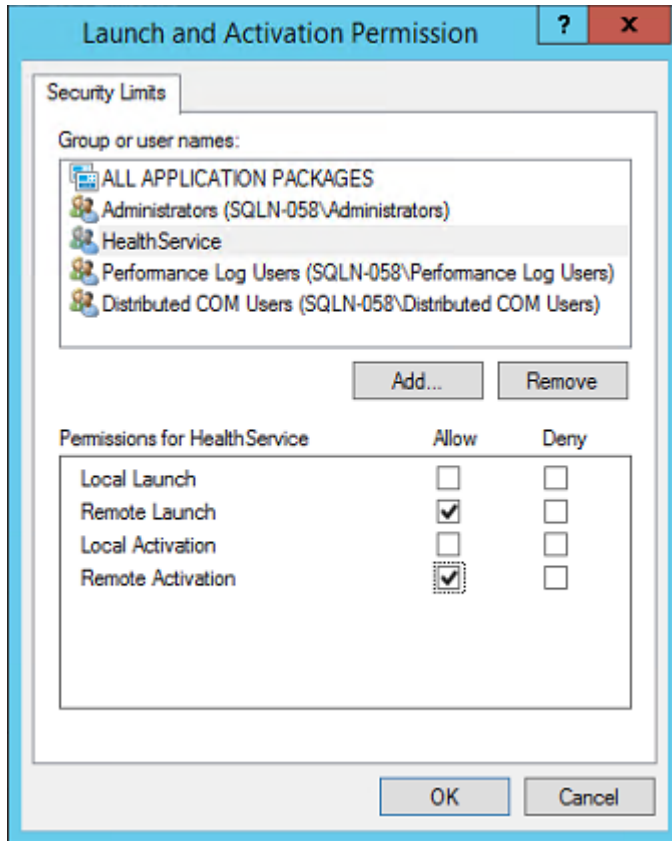 Launch and Activation Permission
?
x
Security Limits
Group or user names:
ALL APPLICATION PACKAGES
Administrators (SQLN-058\Administrators)
HealthService
Performance Log Users (SQLN-058\Performance Log Users)
Distributed COM Users (SQLN-058\Distributed COM Users)
Add... Remove
Permissions for HealthService Allow Deny
Local Launch
Remote Launch
Local Activation
Remote Activation
OK Cancel